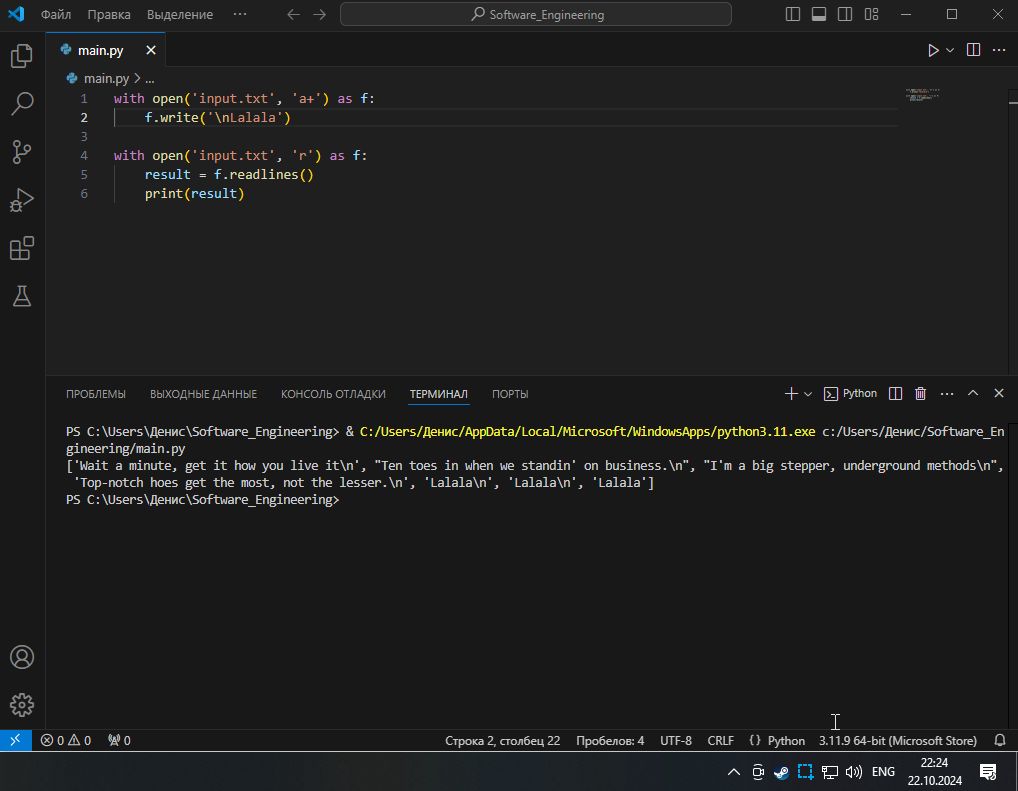 Файл Правка Выделение ··· Software_Engineering
main.py
main.py > ...
1 with open('input.txt', 'a+') as f:
2     f.write('\nLalala')
3
4 with open('input.txt', 'r') as f:
5     result = f.readlines()
6     print(result)
ПРОБЛЕМЫ ВЫХОДНЫЕ ДАННЫЕ КОНСОЛЬ ОТЛАДКИ ТЕРМИНАЛ ПОРТЫ Python
PS C:\Users\Денис\Software_Engineering> & C:/Users/Денис/AppData/Local/Microsoft/WindowsApps/python3.11.exe c:/Users/Денис/Software_En
gineering/main.py
['Wait a minute, get it how you live it\n', "Ten toes in when we standin' on business.\n", "I'm a big stepper, underground methods\n",
'Top-notch hoes get the most, not the lesser.\n', 'Lalala\n', 'Lalala\n', 'Lalala']
PS C:\Users\Денис\Software_Engineering>
0 0 0 Строка 2, столбец 22 Пробелов: 4 UTF-8 CRLF {} Python 3.11.9 64-bit (Microsoft Store)
ENG 22:24
22.10.2024